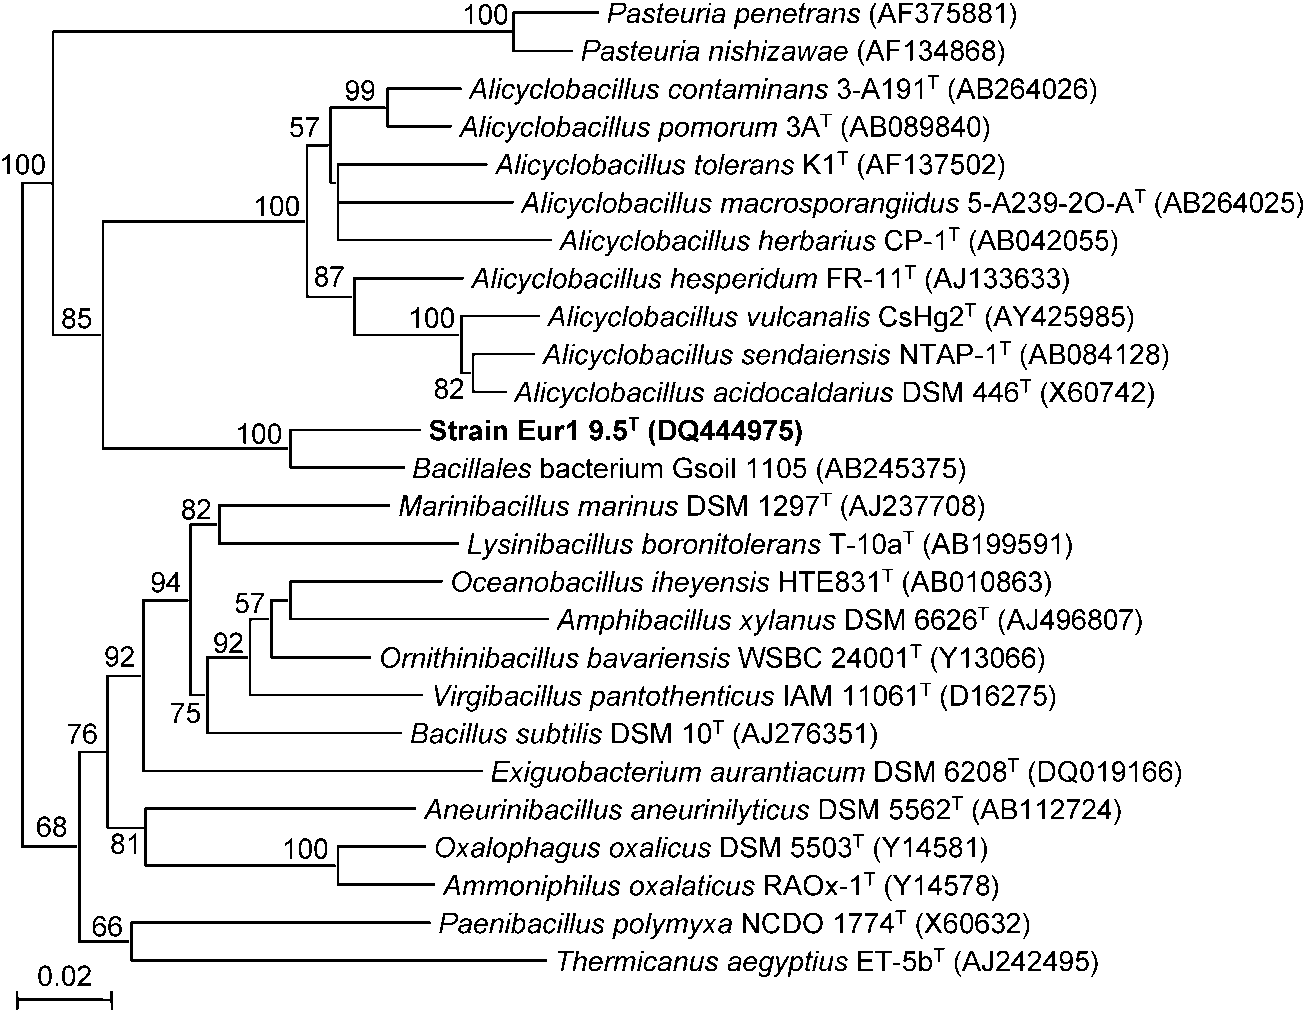 100 Pasteuria penetrans (AF375881)
Pasteuria nishizawae (AF134868)
99 Alicyclobacillus contaminans 3-A191ᵀ (AB264026)
57 Alicyclobacillus pomorum 3Aᵀ (AB089840)
100 Alicyclobacillus tolerans K1ᵀ (AF137502)
100 Alicyclobacillus macrosporangiidus 5-A239-2O-Aᵀ (AB264025)
Alicyclobacillus herbarius CP-1ᵀ (AB042055)
87 Alicyclobacillus hesperidum FR-11ᵀ (AJ133633)
85 100 Alicyclobacillus vulcanalis CsHg2ᵀ (AY425985)
Alicyclobacillus sendaiensis NTAP-1ᵀ (AB084128)
82 Alicyclobacillus acidocaldarius DSM 446ᵀ (X60742)
100 Strain Eur1 9.5ᵀ (DQ444975)
Bacillales bacterium Gsoil 1105 (AB245375)
82 Marinibacillus marinus DSM 1297ᵀ (AJ237708)
Lysinibacillus boronitolerans T-10aᵀ (AB199591)
94 Oceanobacillus iheyensis HTE831ᵀ (AB010863)
57 Amphibacillus xylanus DSM 6626ᵀ (AJ496807)
92 92 Ornithinibacillus bavariensis WSBC 24001ᵀ (Y13066)
Virgibacillus pantothenticus IAM 11061ᵀ (D16275)
76 75 Bacillus subtilis DSM 10ᵀ (AJ276351)
Exiguobacterium aurantiacum DSM 6208ᵀ (DQ019166)
Aneurinibacillus aneurinilyticus DSM 5562ᵀ (AB112724)
68 81 100 Oxalophagus oxalicus DSM 5503ᵀ (Y14581)
Ammoniphilus oxalaticus RAOx-1ᵀ (Y14578)
66 Paenibacillus polymyxa NCDO 1774ᵀ (X60632)
Thermicanus aegyptius ET-5bᵀ (AJ242495)
0.02